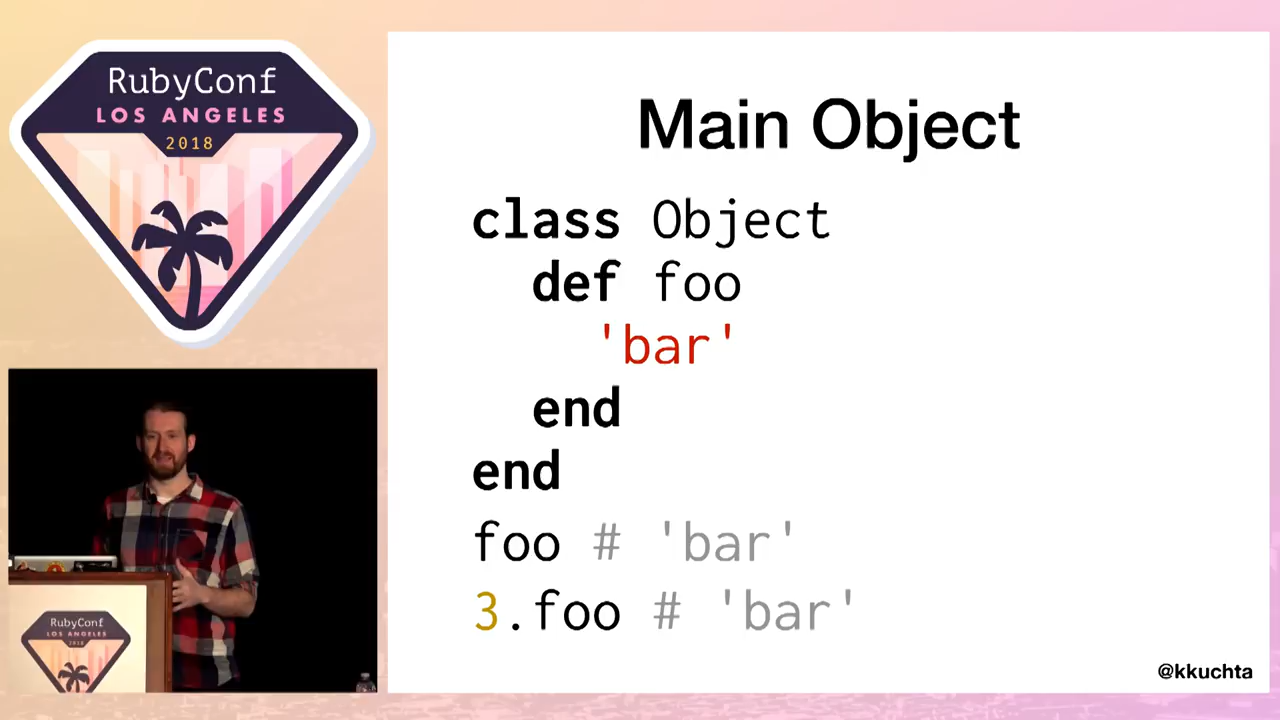 RubyConf
LOS ANGELES
2018
Main Object
class Object
def foo
'bar'
end
end
foo # 'bar'
3.foo # 'bar'
@kkuchta
RubyConf
LOS ANGELES
2018